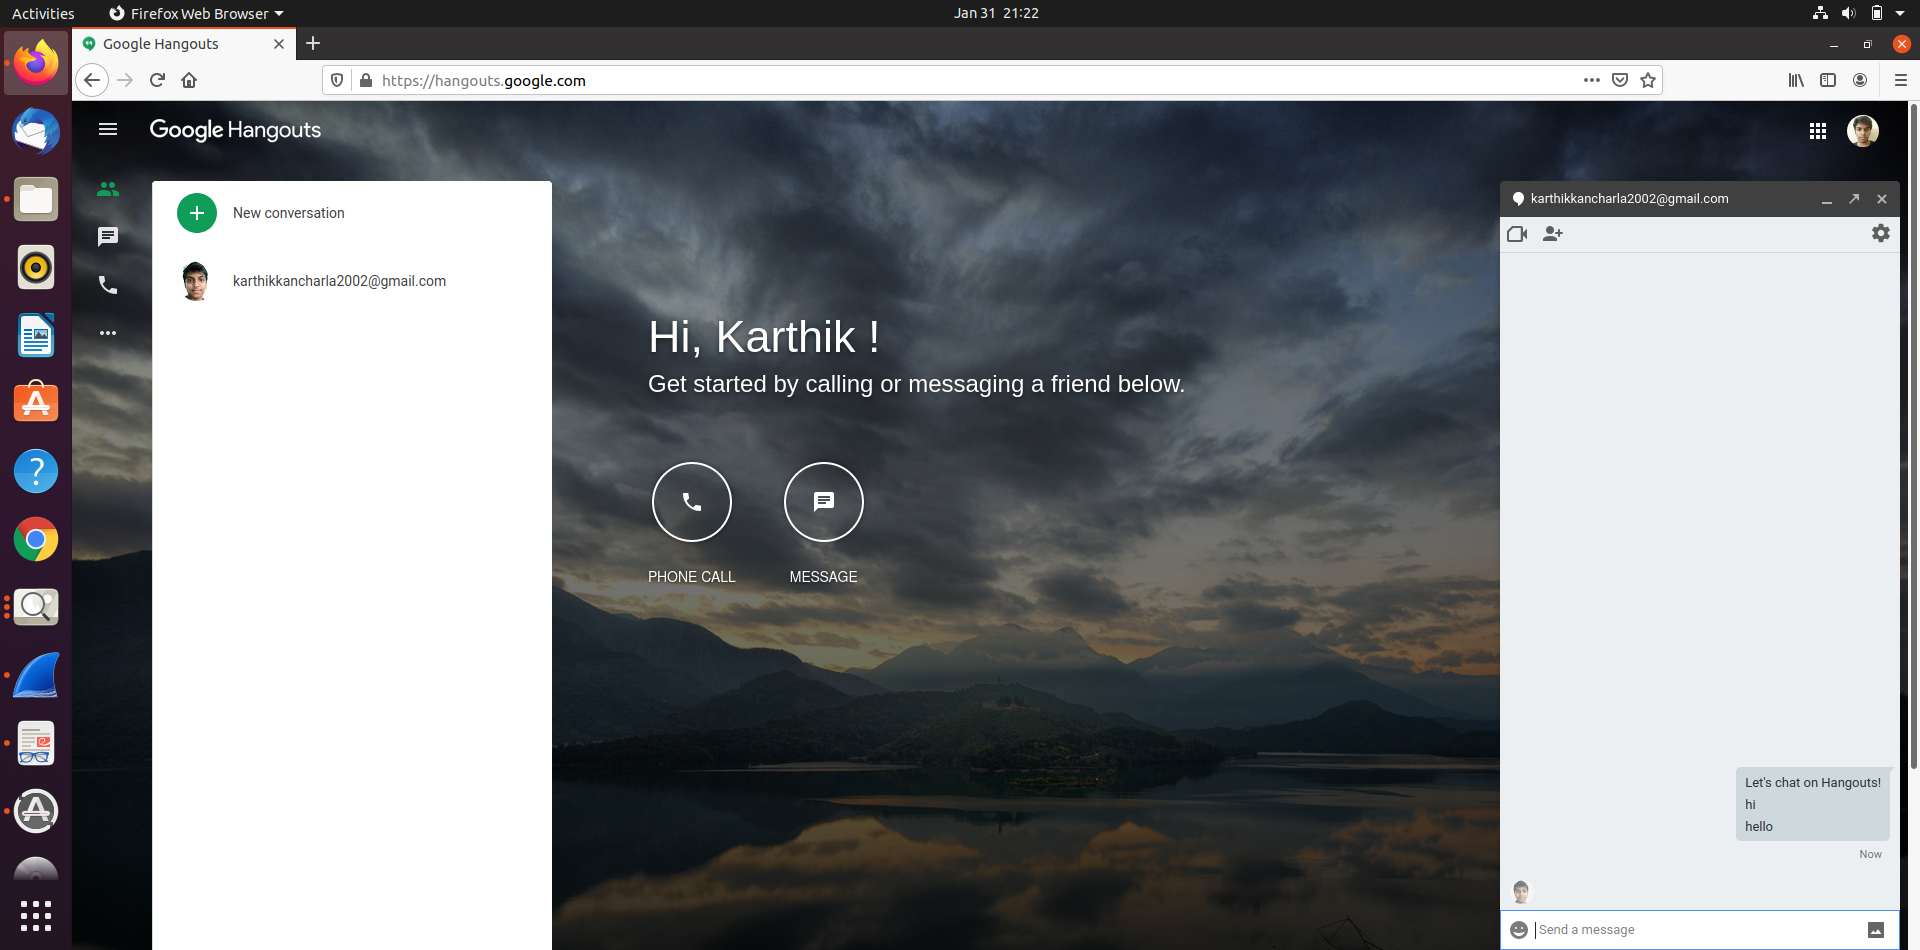 Activities
Firefox Web Browser
Jan 31 21:22
Google Hangouts
https://hangouts.google.com
Google Hangouts
New conversation
karthikkancharla2002@gmail.com
Hi, Karthik !
Get started by calling or messaging a friend below.
PHONE CALL
MESSAGE
karthikkancharla2002@gmail.com
Let's chat on Hangouts!
hi
hello
Now
Send a message